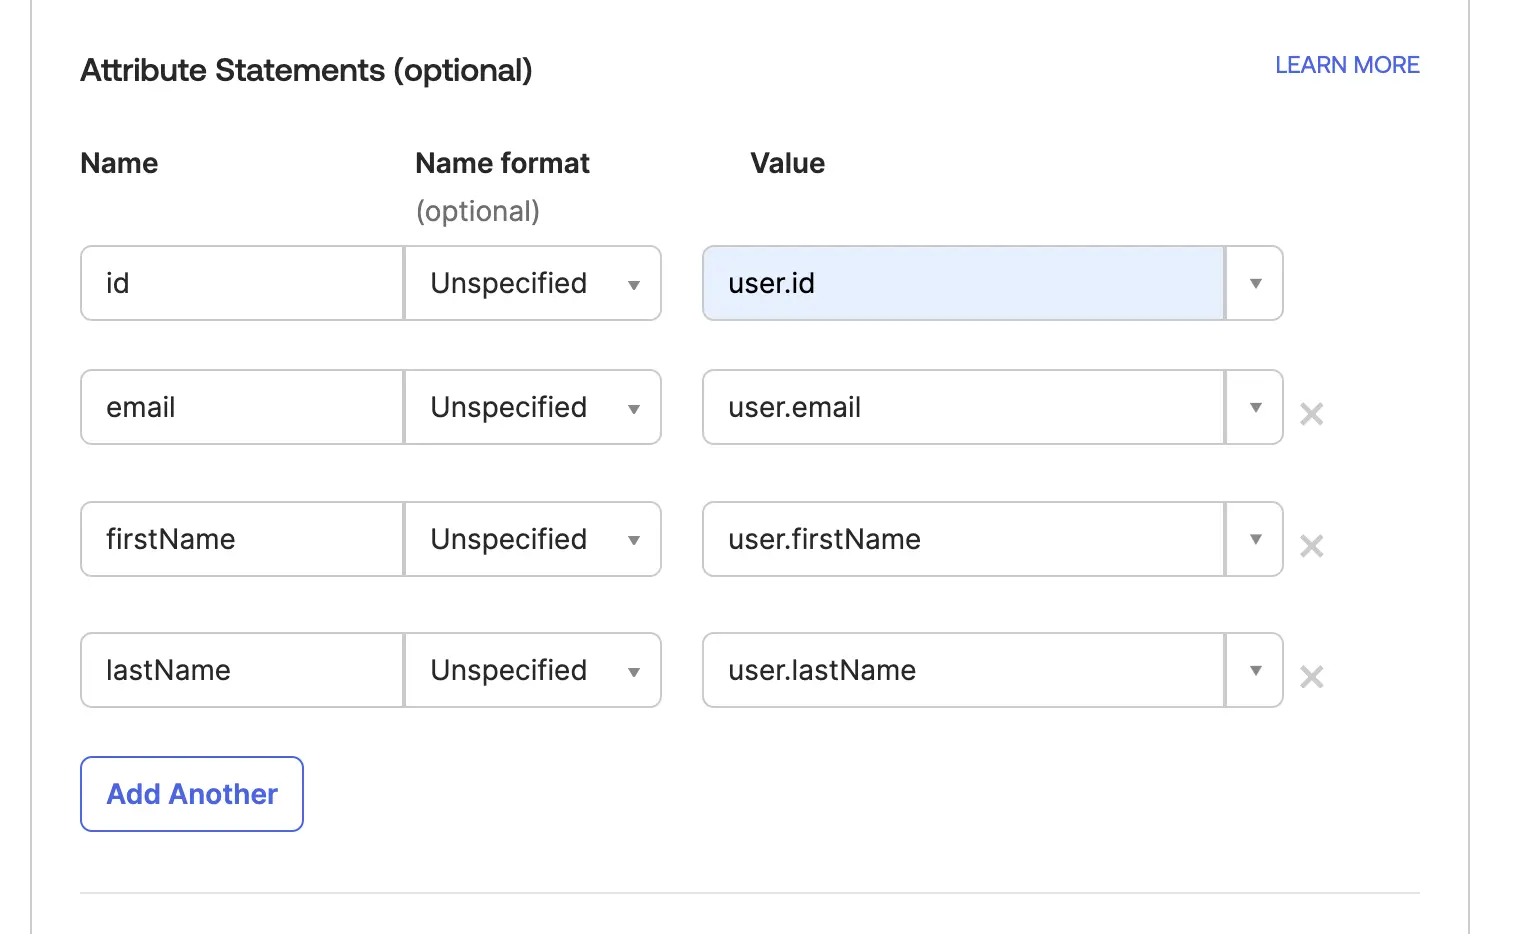 Attribute Statements (optional) LEARN MORE
Name Name format Value
(optional)
id Unspecified user.id
email Unspecified user.email
firstName Unspecified user.firstName
lastName Unspecified user.lastName
Add Another